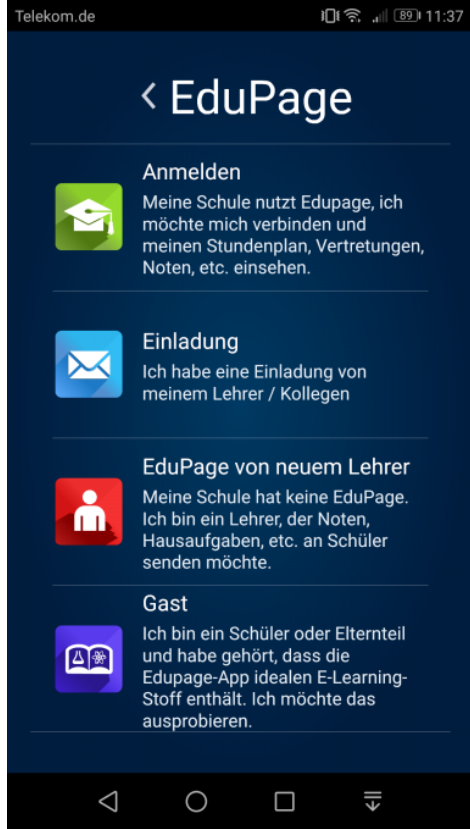 Telekom.de 89 11:37
EduPage
Anmelden
Meine Schule nutzt Edupage, ich
möchte mich verbinden und
meinen Stundenplan, Vertretungen,
Noten, etc. einsehen.
Einladung
Ich habe eine Einladung von
meinem Lehrer / Kollegen
EduPage von neuem Lehrer
Meine Schule hat keine EduPage.
Ich bin ein Lehrer, der Noten,
Hausaufgaben, etc. an Schüler
senden möchte.
Gast
Ich bin ein Schüler oder Elternteil
und habe gehört, dass die
Edupage-App idealen E-Learning-
Stoff enthält. Ich möchte das
ausprobieren.